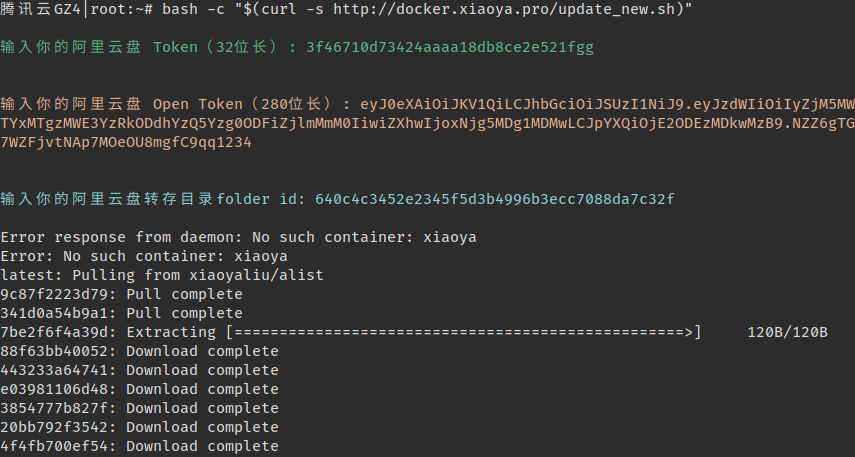 腾讯云GZ4|root:~# bash -c "$(curl -s http://docker.xiaoya.pro/update_new.sh)"
输入你的阿里云盘 Token（32位长）: 3f46710d73424aaaa18db8ce2e521fgg
输入你的阿里云盘 Open Token（280位长）: eyJ0eXAiOiJKV1QiLCJhbGciOiJSUzI1NiJ9.eyJzdWIiOiIyZjM5MW
TYxMTgzMWE3YzRkODdhYzQ5Yzg0ODFiZjlmMmM0IiwiZXhwIjoxNjg5MDg1MDMwLCJpYXQiOjE2ODEzMDkwMzB9.NZZ6gTG
7WZFjvtNAp7MOeOU8mgfC9qq1234
输入你的阿里云盘转存目录folder id: 640c4c3452e2345f5d3b4996b3ecc7088da7c32f
Error response from daemon: No such container: xiaoya
Error: No such container: xiaoya
latest: Pulling from xiaoyaliu/alist
9c87f2223d79: Pull complete
341d0a54b9a1: Pull complete
7be2f6f4a39d: Extracting [==================================================>]     120B/120B
88f63bb40052: Download complete
443233a64741: Download complete
e03981106d48: Download complete
3854777b827f: Download complete
20bb792f3542: Download complete
4f4fb700ef54: Download complete